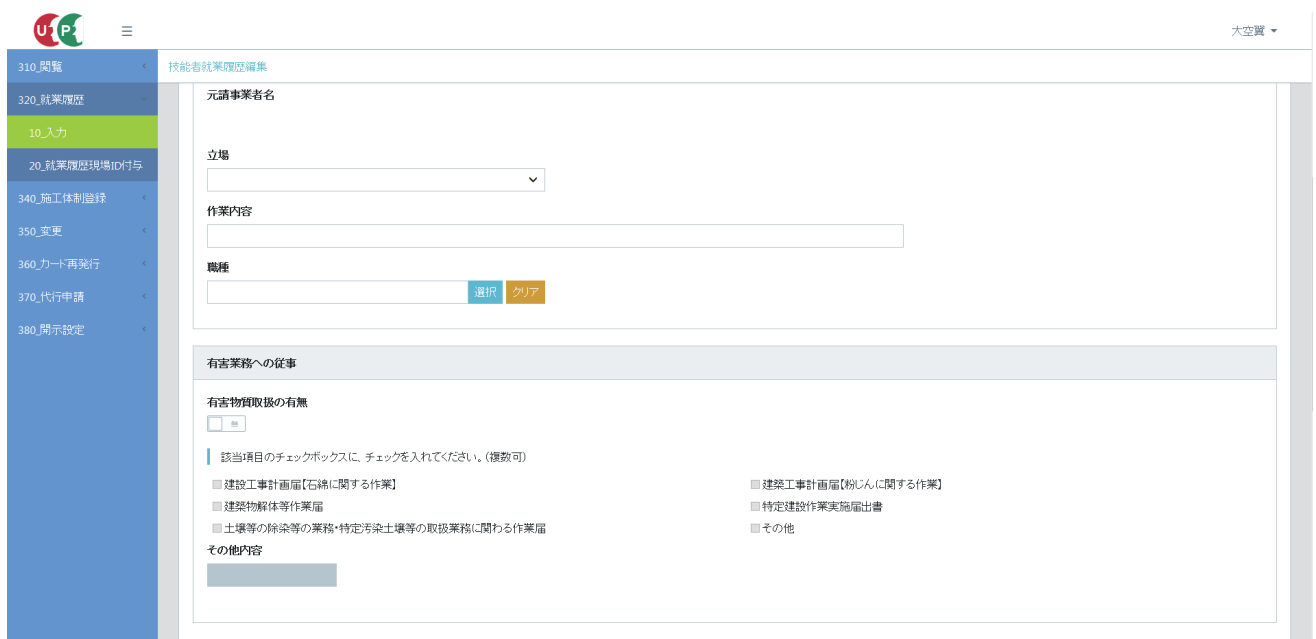 UP
大空翼
310_閲覧
320_就業履歴
10_入力
20_就業履歴現場ID付与
340_施工体制登録
350_変更
360_カード再発行
370_代行申請
380_開示設定
技能者就業履歴編集
元請事業者名
立場
作業内容
職種
選択 クリア
有害業務への従事
有害物質取扱の有無
無
該当項目のチェックボックスに、チェックを入れてください。(複数可)
建設工事計画届【石綿に関する作業】 建築工事計画届【粉じんに関する作業】
建築物解体等作業届 特定建設作業実施届出書
土壌等の除染等の業務・特定汚染土壌等の取扱業務に関わる作業届 その他
その他内容